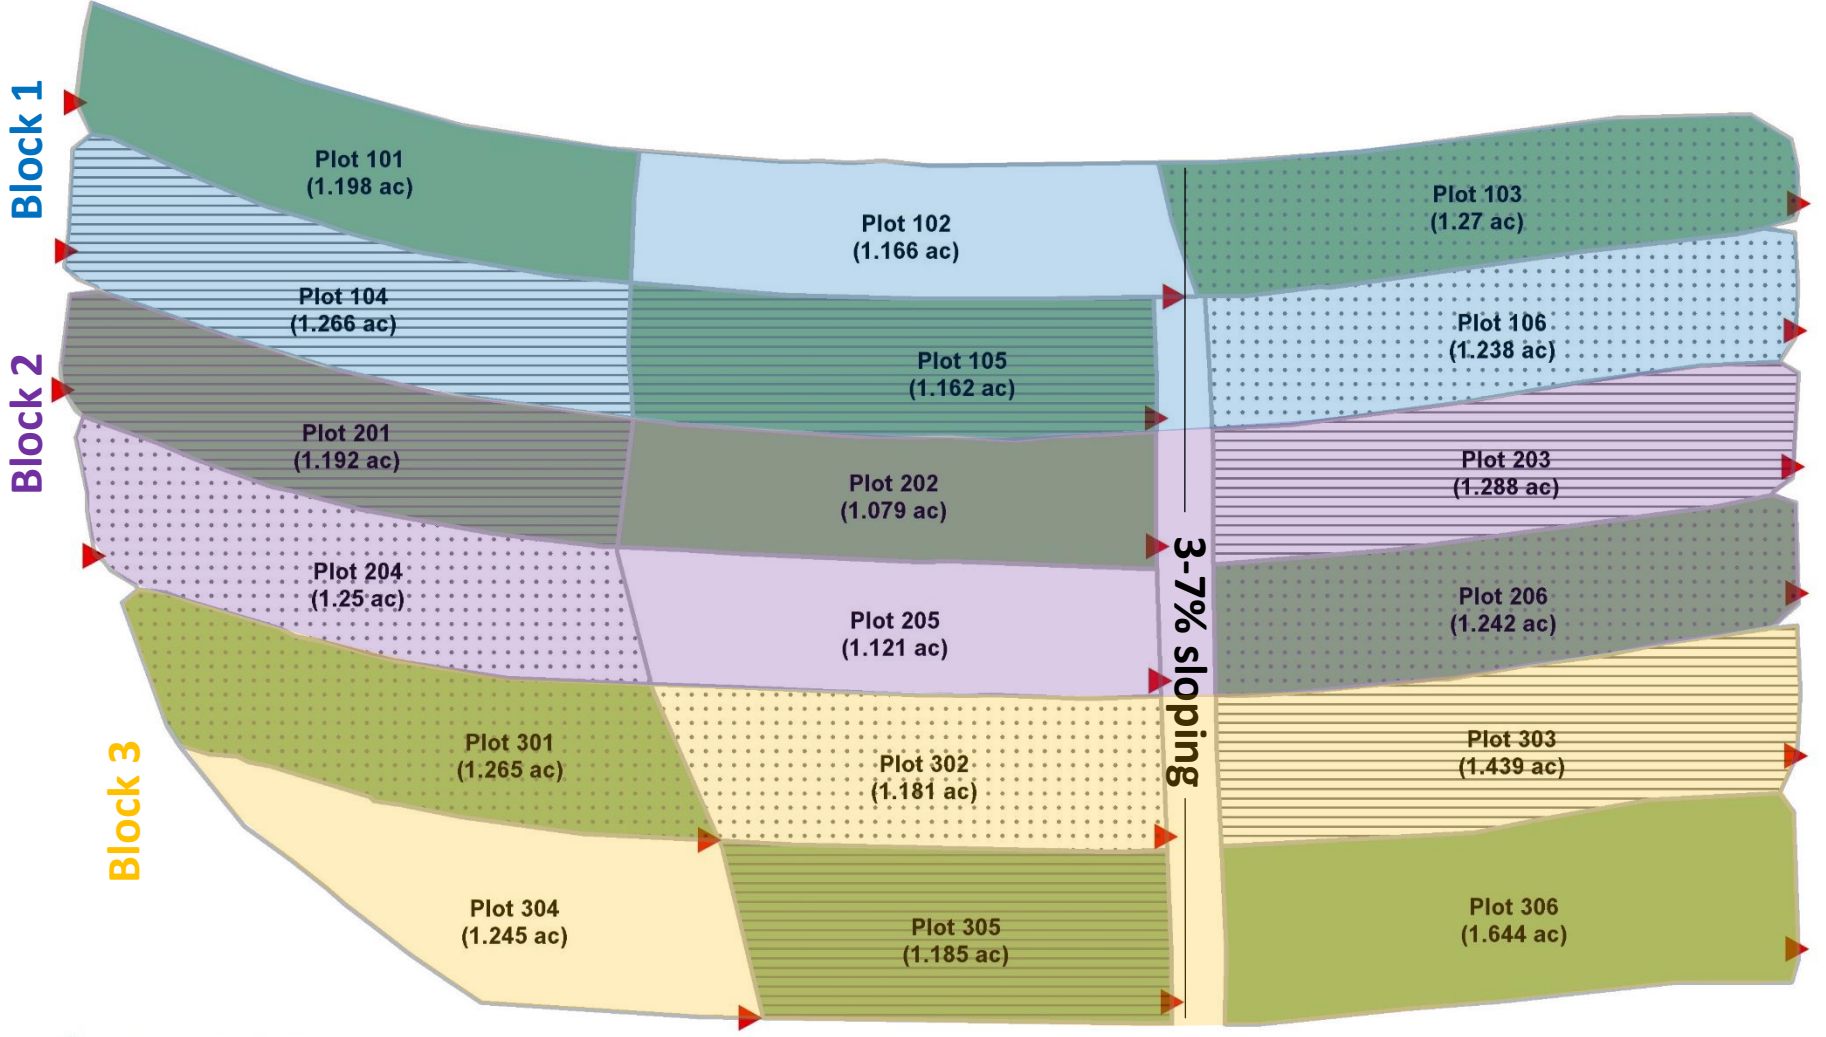 Block 1
Plot 101
(1.198 ac)
Plot 102
(1.166 ac)
Plot 103
(1.27 ac)
Plot 104
(1.266 ac)
Plot 105
(1.162 ac)
Plot 106
(1.238 ac)
Block 2
Plot 201
(1.192 ac)
Plot 202
(1.079 ac)
Plot 203
(1.288 ac)
Plot 204
(1.25 ac)
Plot 205
(1.121 ac)
Plot 206
(1.242 ac)
3-7% sloping
Block 3
Plot 301
(1.265 ac)
Plot 302
(1.181 ac)
Plot 303
(1.439 ac)
Plot 304
(1.245 ac)
Plot 305
(1.185 ac)
Plot 306
(1.644 ac)